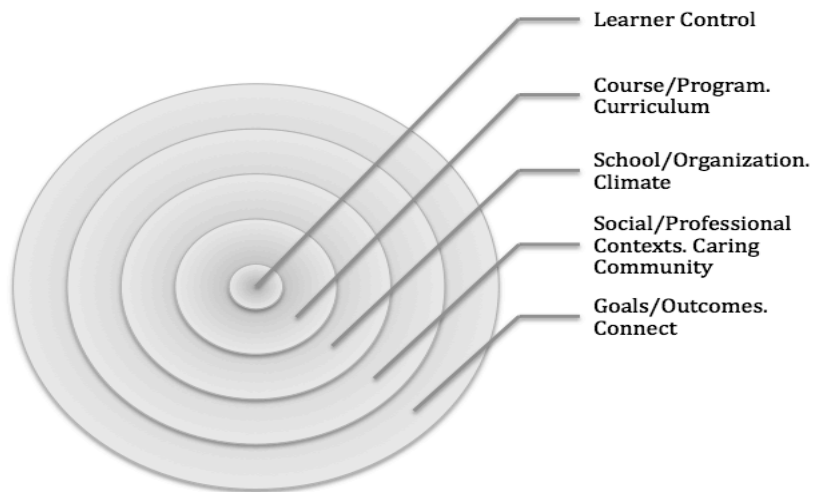 Learner Control
Course/Program.
Curriculum
School/Organization.
Climate
Social/Professional
Contexts. Caring
Community
Goals/Outcomes.
Connect